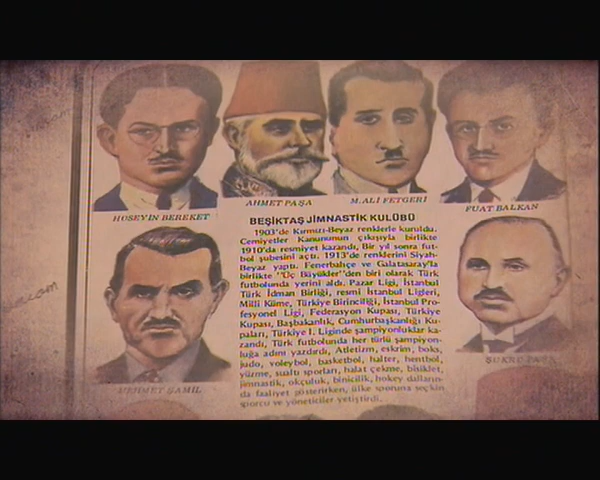 HÜSEYİN BEREKET
AHMET PAŞA
M. ALİ FETGERİ
FUAT BALKAN
BEŞİKTAŞ JİMNASTİK KULÜBÜ
1903'de Kırmızı-Beyaz renklerle kuruldu.
Cemiyetler Kanununun çıkışıyla birlikte
1910'da resmiyet kazandı, Bir yıl sonra fut-
bol şubesini açtı. 1913'de renklerini Siyah-
Beyaz yaptı. Fenerbahçe ve Galatasaray'la
birlikte "Üç Büyükler"den biri olarak Türk
futbolunda yerini aldı. Pazar Ligi, İstanbul
Türk İdman Birliği, resmi İstanbul Ligleri,
Milli Küme, Türkiye Birinciliği, İstanbul Pro-
fesyonel Ligi, Federasyon Kupası, Türkiye
Kupası, Başbakanlık, Cumhurbaşkanlığı Ku-
paları, Türkiye I. Liginde şampiyonluklar ka-
zandı, Türk futbolunda her türlü şampiyon-
luğa adını yazdırdı, Atletizm, eskrim, boks,
judo, voleybol, basketbol, halter, hentbol,
yüzme, sualtı sporları, halat çekme, bisiklet,
jimnastik, okçuluk, binicilik, hokey dalların-
da faaliyet gösterirken, ülke sporuna seçkin
sporcu ve yöneticiler yetiştirdi.
MEHMET ŞAMİL
ŞÜKRÜ PAŞA